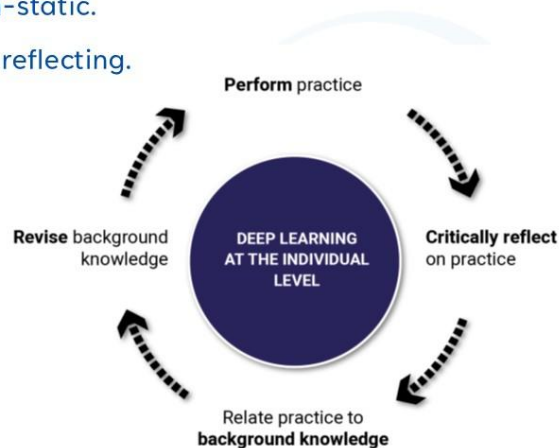 -static.
reflecting.
Perform practice
Revise background
knowledge
DEEP LEARNING
AT THE INDIVIDUAL
LEVEL
Critically reflect
on practice
Relate practice to
background knowledge